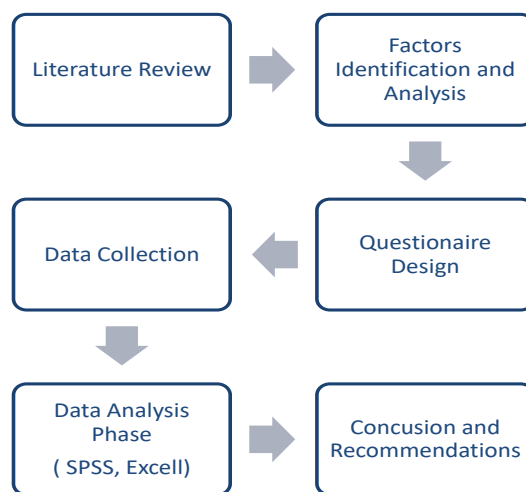 Literature Review
Factors
Identification and
Analysis
Questionaire
Design
Data Collection
Data Analysis
Phase
( SPSS, Excell)
Concusion and
Recommendations